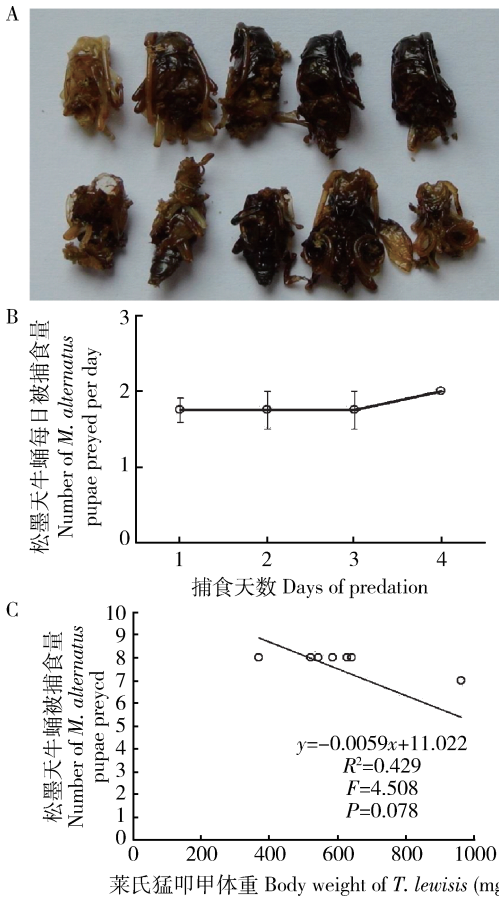 A
B
松墨天牛蛹每日被捕食量
Number of M. alternatus
pupae preyed per day
3
2
1
0
1 2 3 4
捕食天数 Days of predation
C
松墨天牛蛹被捕食量
Number of M. alternatus
pupae preycd
10
9
8
7
6
5
4
3
2
1
0
y=−0.0059x+11.022
R²=0.429
F=4.508
P=0.078
0 200 400 600 800 1000
莱氏猛叩甲体重 Body weight of T. lewisis (mg